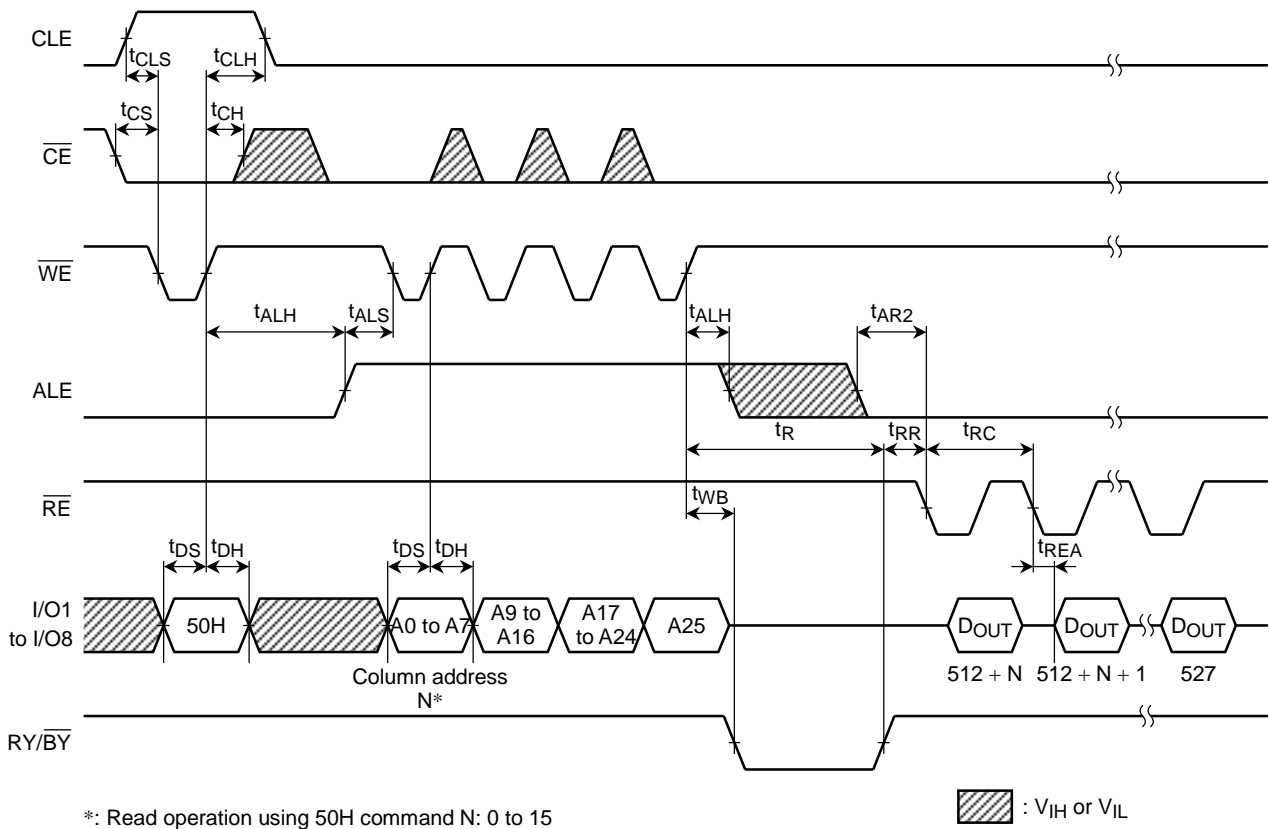 CLE
tCLS
tCLH
tCS
tCH
CE
WE
tALH
tALS
tALH
tAR2
ALE
tR
tRR
tRC
RE
tWB
tDS
tDH
tDS
tDH
tREA
I/O1
to I/O8
50H
A0 to A7
A9 to
A16
A17
to A24
A25
DOUT
DOUT
DOUT
Column address
N*
512 + N
512 + N + 1
527
RY/BY
*: Read operation using 50H command N: 0 to 15
: VIH or VIL